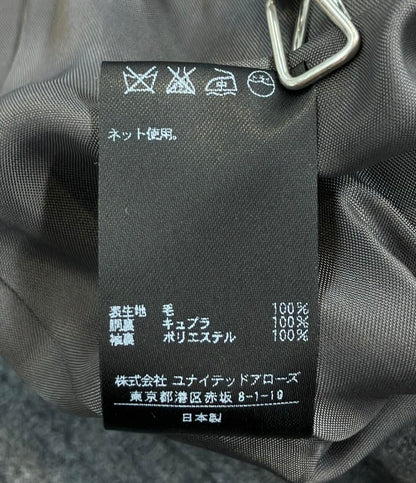 ネット使用。
表生地 毛 100%
胴裏 キュプラ 100%
袖裏 ポリエステル 100%
株式会社 ユナイテッドアローズ
東京都港区赤坂 8-1-19
日本製